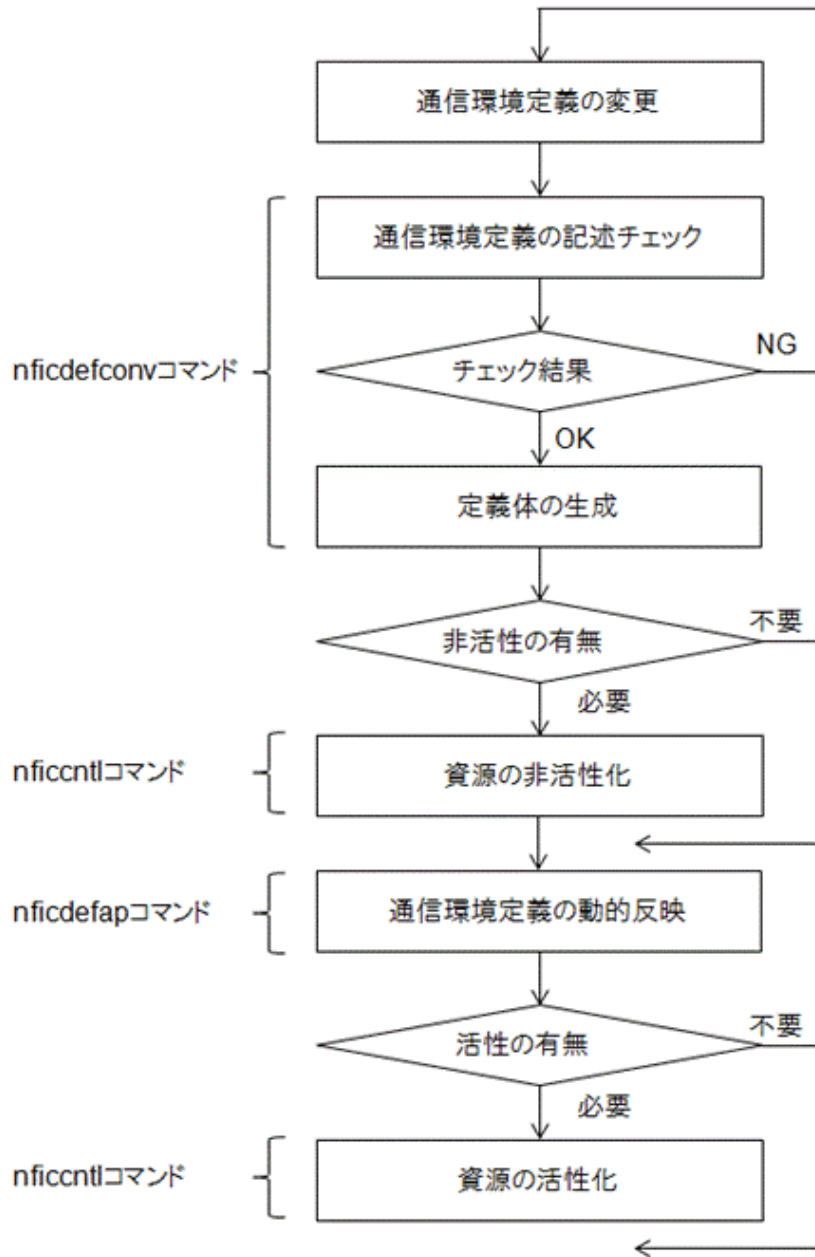 通信環境定義の変更
通信環境定義の記述チェック
nficdefconvコマンド
チェック結果
NG
OK
定義体の生成
非活性の有無
不要
必要
nficcntlコマンド
資源の非活性化
nficdefapコマンド
通信環境定義の動的反映
活性の有無
不要
必要
nficcntlコマンド
資源の活性化